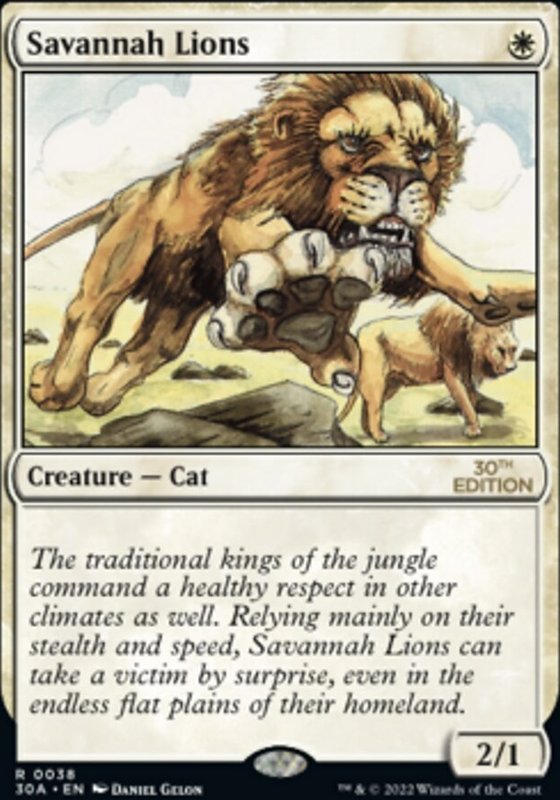 Savannah Lions
Creature — Cat
30TH EDITION
The traditional kings of the jungle
command a healthy respect in other
climates as well. Relying mainly on their
stealth and speed, Savannah Lions can
take a victim by surprise, even in the
endless flat plains of their homeland.
2/1
R 0038
30A • EN DANIEL GELON
™ & © 2022 Wizards of the Coast